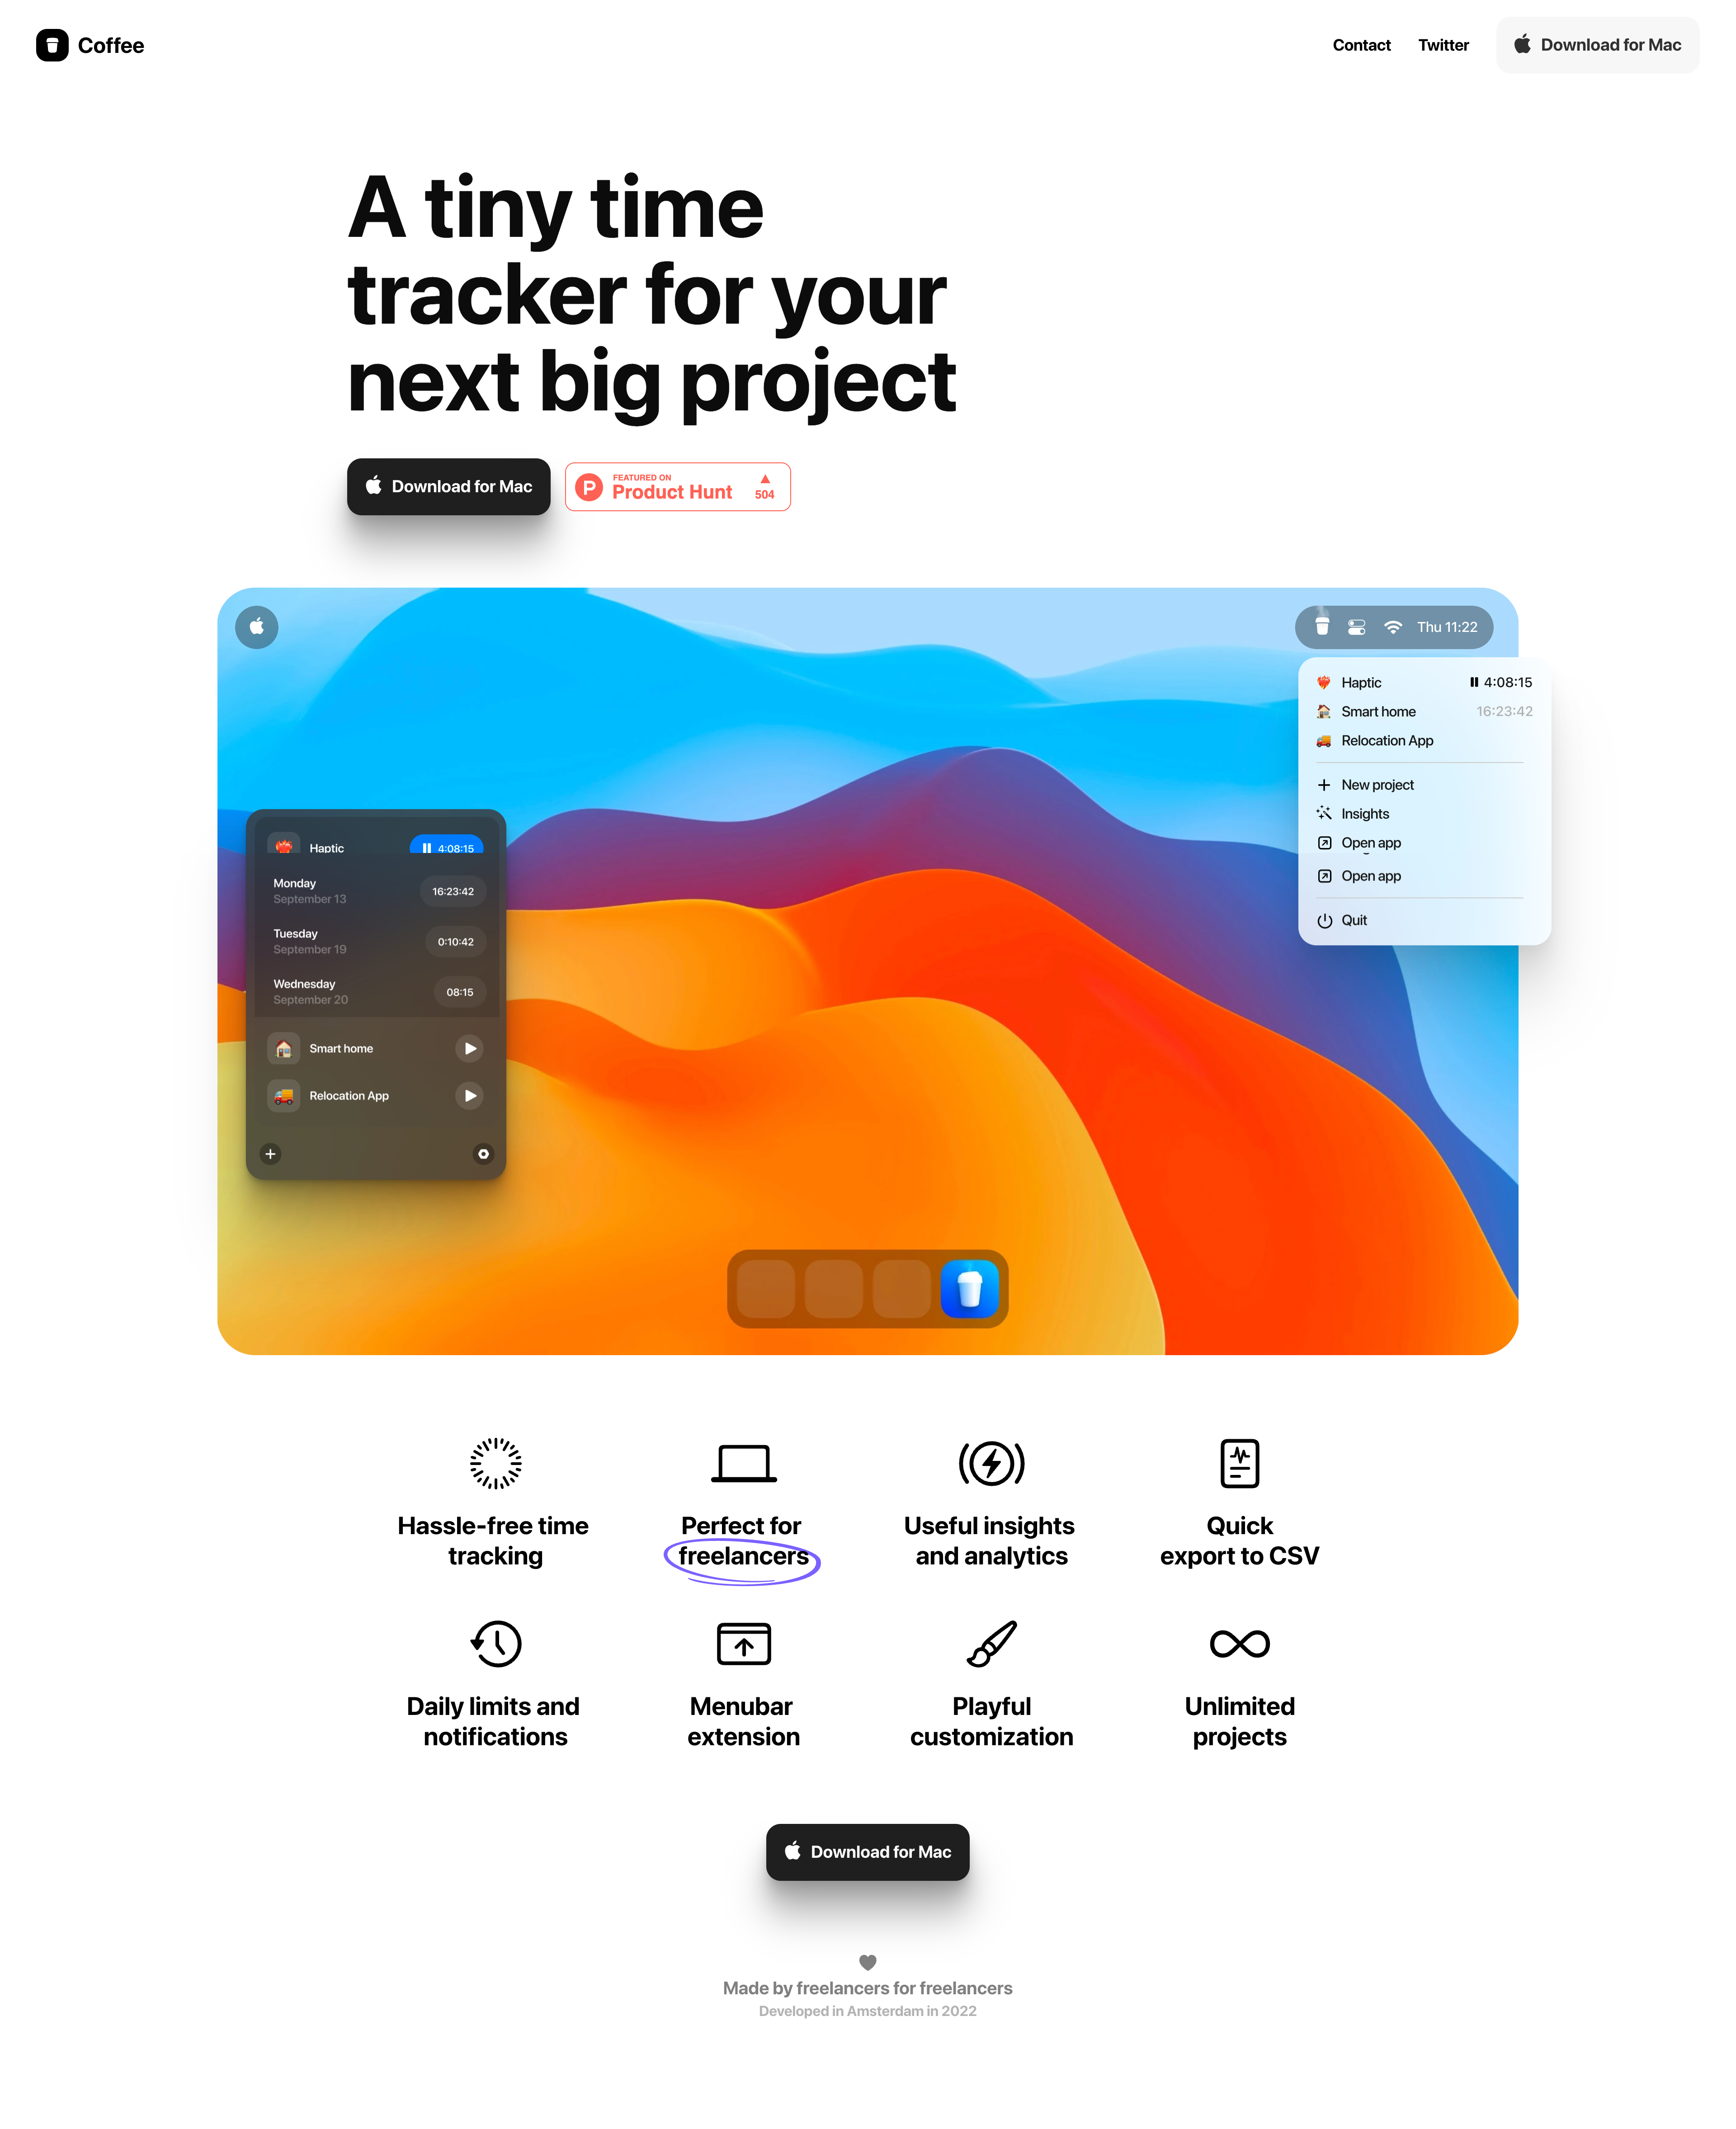 Coffee
Contact
Twitter
Download for Mac
A tiny time
tracker for your
next big project
Download for Mac
FEATURED ON
Product Hunt
504
Thu 11:22
Haptic 4:08:15
Smart home 16:23:42
Relocation App
New project
Insights
Open app
Open app
Quit
Haptic 4:08:15
Monday
September 13
16:23:42
Tuesday
September 19
0:10:42
Wednesday
September 20
08:15
Smart home
Relocation App
Hassle-free time
tracking
Perfect for
freelancers
Useful insights
and analytics
Quick
export to CSV
Daily limits and
notifications
Menubar
extension
Playful
customization
Unlimited
projects
Download for Mac
Made by freelancers for freelancers
Developed in Amsterdam in 2022